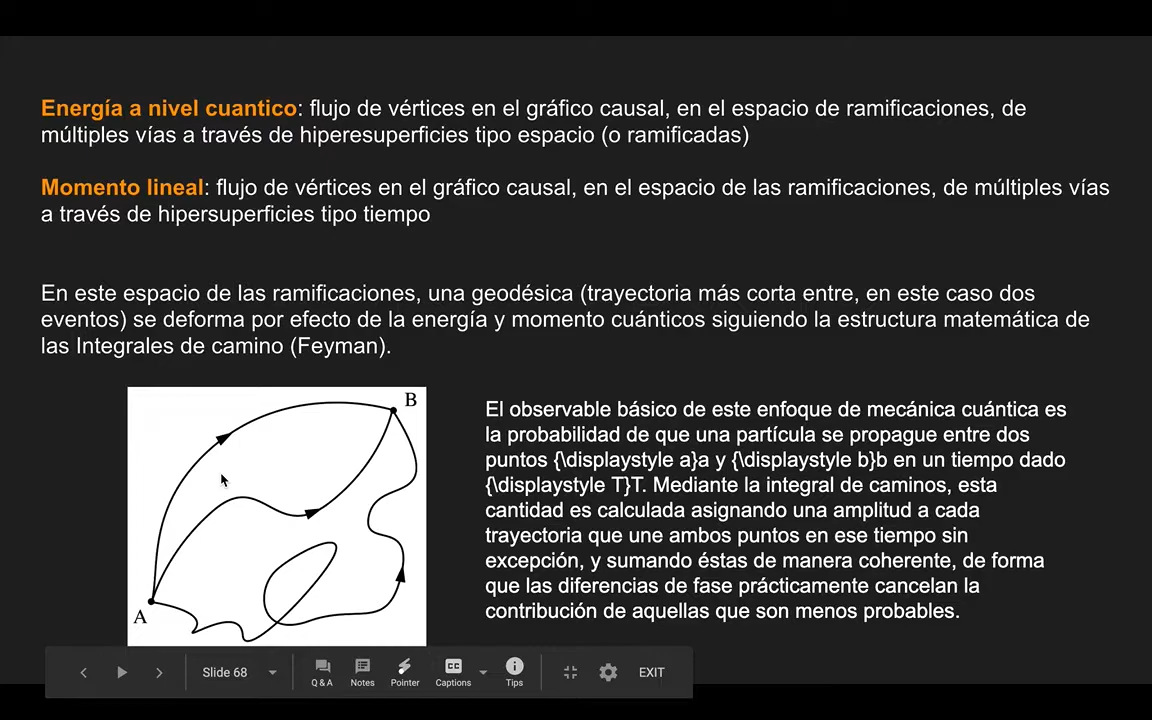 Energía a nivel cuantico: flujo de vértices en el gráfico causal, en el espacio de ramificaciones, de
múltiples vías a través de hiperesuperficies tipo espacio (o ramificadas)
Momento lineal: flujo de vértices en el gráfico causal, en el espacio de las ramificaciones, de múltiples vías
a través de hipersuperficies tipo tiempo
En este espacio de las ramificaciones, una geodésica (trayectoria más corta entre, en este caso dos
eventos) se deforma por efecto de la energía y momento cuánticos siguiendo la estructura matemática de
las Integrales de camino (Feyman).
B
A
El observable básico de este enfoque de mecánica cuántica es
la probabilidad de que una partícula se propague entre dos
puntos {\displaystyle a}a y {\displaystyle b}b en un tiempo dado
{\displaystyle T}T. Mediante la integral de caminos, esta
cantidad es calculada asignando una amplitud a cada
trayectoria que une ambos puntos en ese tiempo sin
excepción, y sumando éstas de manera coherente, de forma
que las diferencias de fase prácticamente cancelan la
contribución de aquellas que son menos probables.
Slide 68
Q & A
Notes
Pointer
CC
Captions
Tips
EXIT